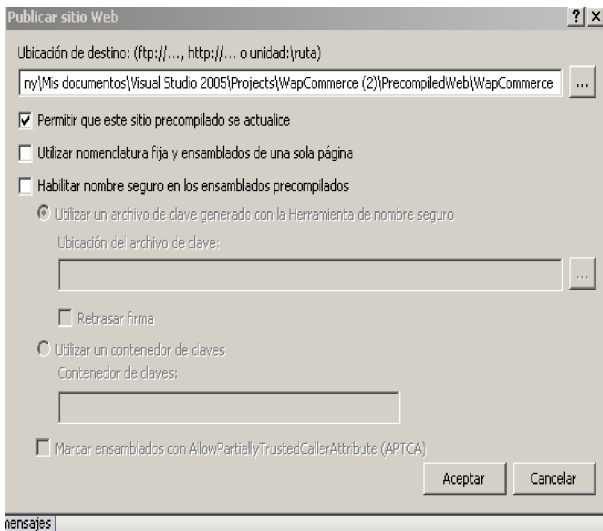 Publicar sitio Web
Ubicación de destino: (ftp://..., http://... o unidad:\ruta)
ny\Mis documentos\Visual Studio 2005\Projects\WapCommerce (2)\PrecompiledWeb\WapCommerce
...
Permitir que este sitio precompilado se actualice
Utilizar nomenclatura fija y ensamblados de una sola página
Habilitar nombre seguro en los ensamblados precompilados
Utilizar un archivo de clave generado con la Herramienta de nombre seguro
Ubicación del archivo de clave:
...
Retrasar firma
Utilizar un contenedor de claves
Contenedor de claves:
Marcar ensamblados con AllowPartiallyTrustedCallerAttribute (APTCA)
Aceptar Cancelar
mensajes